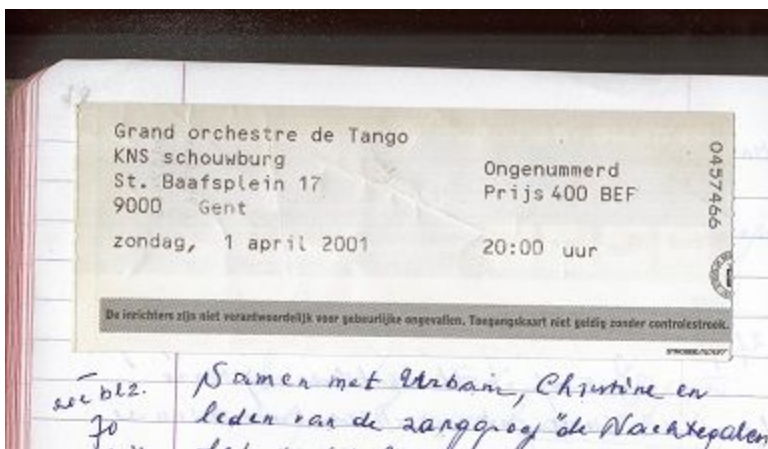 Grand orchestre de Tango
KNS schouwburg
St. Baafsplein 17
9000 Gent
zondag, 1 april 2001
Ongenummerd
Prijs 400 BEF
20:00 uur
0457466
De inrichters zijn niet verantwoordelijk voor gebeurlijke ongevallen. Toegangskaart niet geldig zonder controlestrook.
zie blz.
70
Samen met Urbain, Christine en
leden van de zanggroep "de Nachtegalen